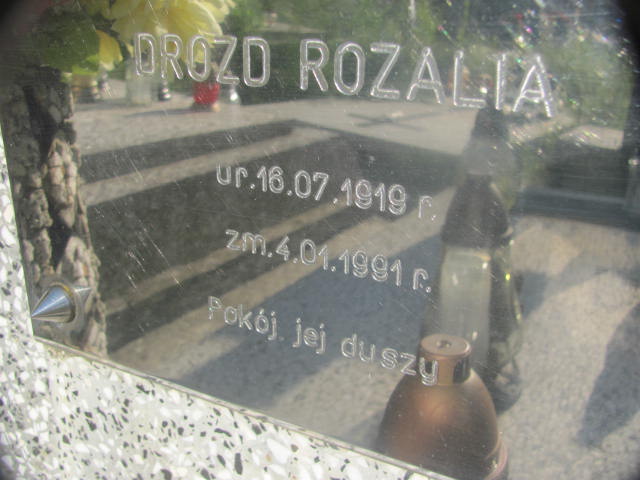 DROZD ROZALIA
ur.16.07.1919 r.
zm.4.01.1991 r.
Pokój jej duszy